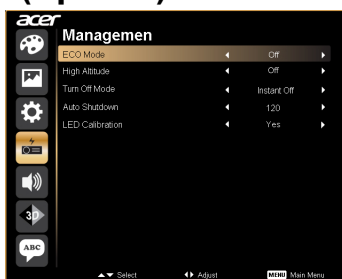 acer
Managemen
ECO Mode Off
High Altitude Off
Turn Off Mode Instant Off
Auto Shutdown 120
LED Calibration Yes
3D
ABC
Select Adjust MENU Main Menu